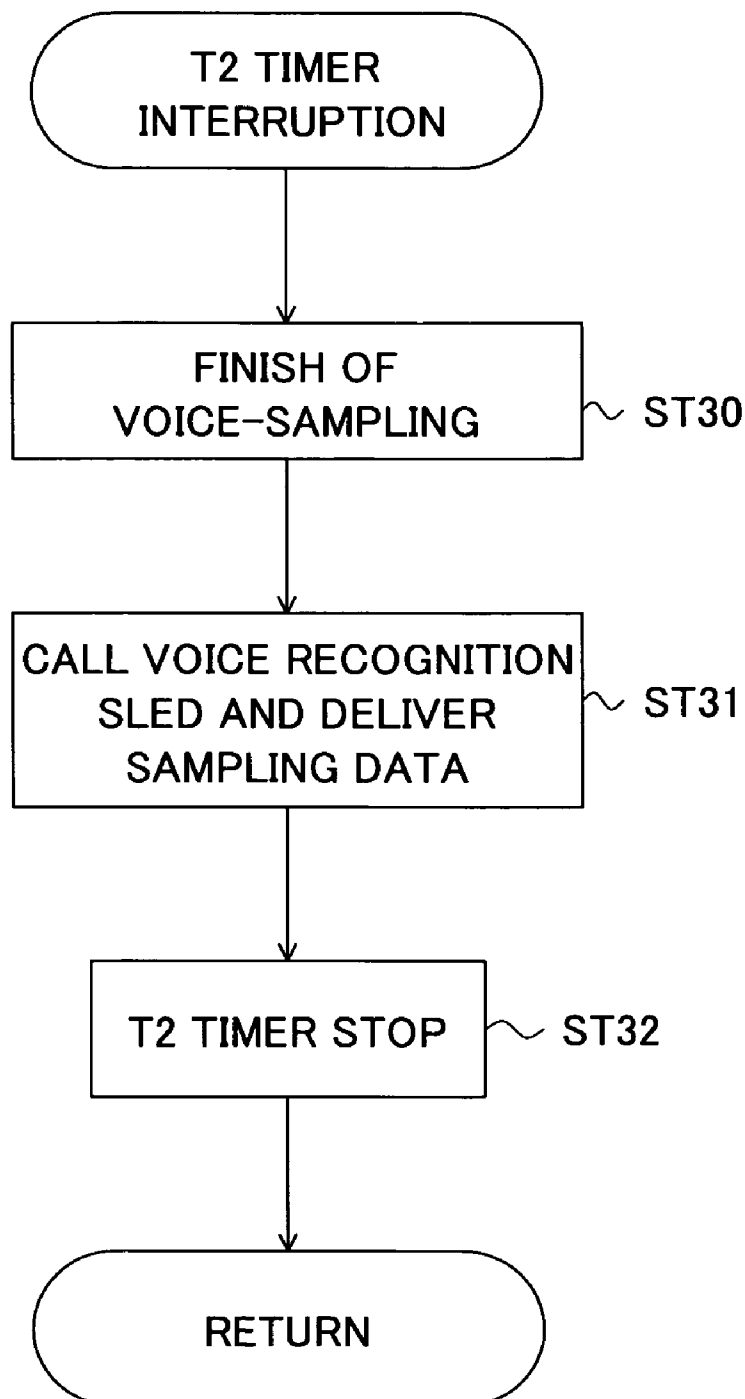 T2 TIMER
INTERRUPTION
FINISH OF
VOICE-SAMPLING
ST30
CALL VOICE RECOGNITION
SLED AND DELIVER
SAMPLING DATA
ST31
T2 TIMER STOP
ST32
RETURN